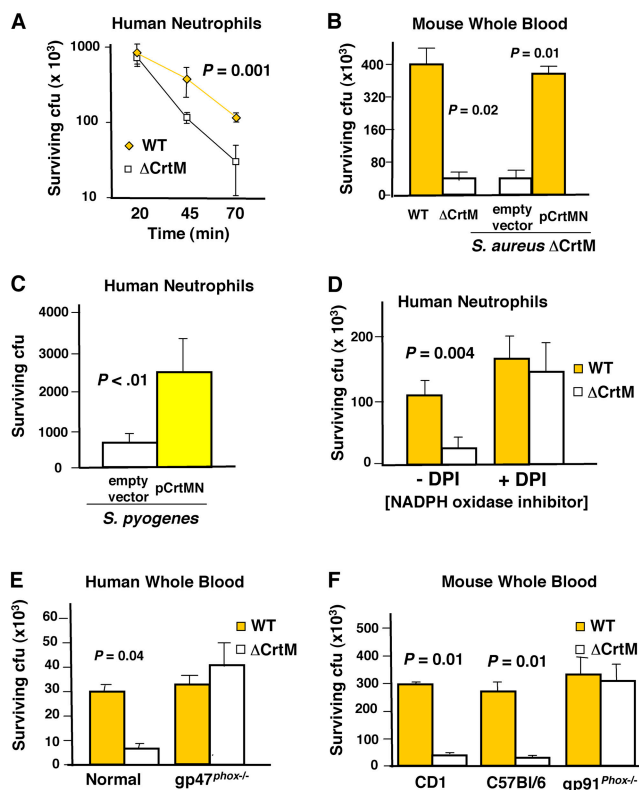 A
Human Neutrophils
Surviving cfu (x 10³)
1000
100
10
P = 0.001
WT
ΔCrtM
20 45 70
Time (min)
B
Mouse Whole Blood
Surviving cfu (x 10³)
400
320
160
80
0
P = 0.02
P = 0.01
WT ΔCrtM empty vector pCrtMN
S. aureus ΔCrtM
C
Human Neutrophils
Surviving cfu
4000
3000
2000
1000
0
P < .01
empty vector pCrtMN
S. pyogenes
D
Human Neutrophils
Surviving cfu (x 10³)
200
100
0
P = 0.004
WT
ΔCrtM
- DPI + DPI
[NADPH oxidase inhibitor]
E
Human Whole Blood
Surviving cfu (x10³)
60
50
40
30
20
10
0
P = 0.04
WT
ΔCrtM
Normal gp47phox-/-
F
Mouse Whole Blood
Surviving cfu (x10³)
500
400
300
200
100
0
P = 0.01
P = 0.01
WT
ΔCrtM
CD1 C57Bl/6 gp91Phox-/-